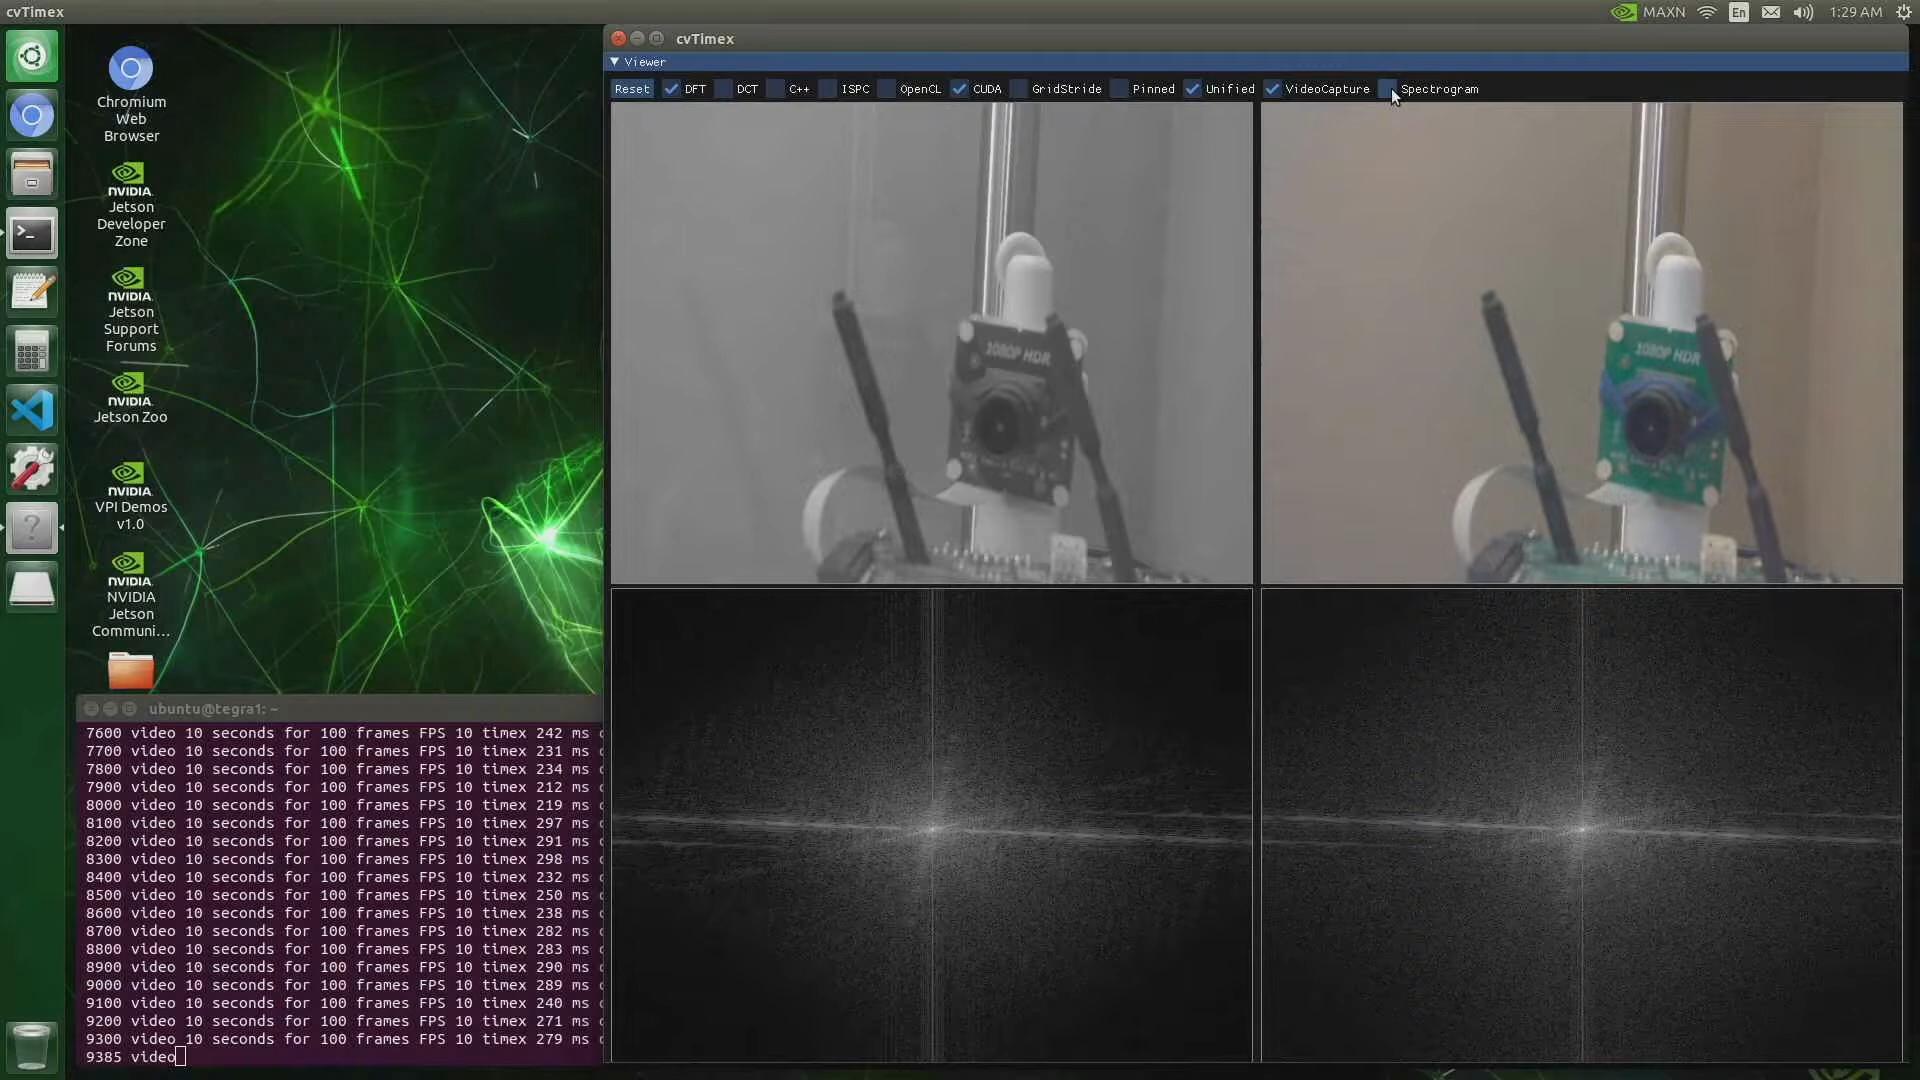 cvTimex
MAXN
En
1:29 AM
Chromium
Web
Browser
NVIDIA.
Jetson
Developer
Zone
NVIDIA.
Jetson
Support
Forums
NVIDIA.
Jetson Zoo
NVIDIA.
VPI Demos
v1.0
NVIDIA.
NVIDIA
Jetson
Communi...
cvTimex
Viewer
Reset DFT DCT C++ ISPC OpenCL CUDA GridStride Pinned Unified VideoCapture Spectrogram
1080P HDR
1080P HDR
ubuntu@tegra1: ~
7600 video 10 seconds for 100 frames FPS 10 timex 242 ms
7700 video 10 seconds for 100 frames FPS 10 timex 231 ms
7800 video 10 seconds for 100 frames FPS 10 timex 234 ms
7900 video 10 seconds for 100 frames FPS 10 timex 212 ms
8000 video 10 seconds for 100 frames FPS 10 timex 219 ms
8100 video 10 seconds for 100 frames FPS 10 timex 297 ms
8200 video 10 seconds for 100 frames FPS 10 timex 291 ms
8300 video 10 seconds for 100 frames FPS 10 timex 298 ms
8400 video 10 seconds for 100 frames FPS 10 timex 232 ms
8500 video 10 seconds for 100 frames FPS 10 timex 250 ms
8600 video 10 seconds for 100 frames FPS 10 timex 238 ms
8700 video 10 seconds for 100 frames FPS 10 timex 282 ms
8800 video 10 seconds for 100 frames FPS 10 timex 283 ms
8900 video 10 seconds for 100 frames FPS 10 timex 290 ms
9000 video 10 seconds for 100 frames FPS 10 timex 289 ms
9100 video 10 seconds for 100 frames FPS 10 timex 240 ms
9200 video 10 seconds for 100 frames FPS 10 timex 271 ms
9300 video 10 seconds for 100 frames FPS 10 timex 279 ms
9385 video